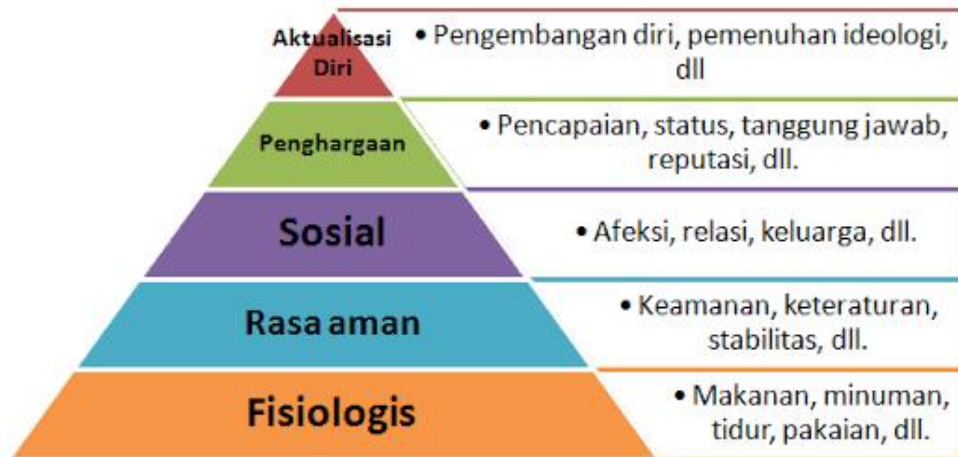 Aktualisasi
Diri
• Pengembangan diri, pemenuhan ideologi,
dll
Penghargaan
• Pencapaian, status, tanggung jawab,
reputasi, dll.
Sosial
• Afeksi, relasi, keluarga, dll.
Rasa aman
• Keamanan, keteraturan,
stabilitas, dll.
Fisiologis
• Makanan, minuman,
tidur, pakaian, dll.